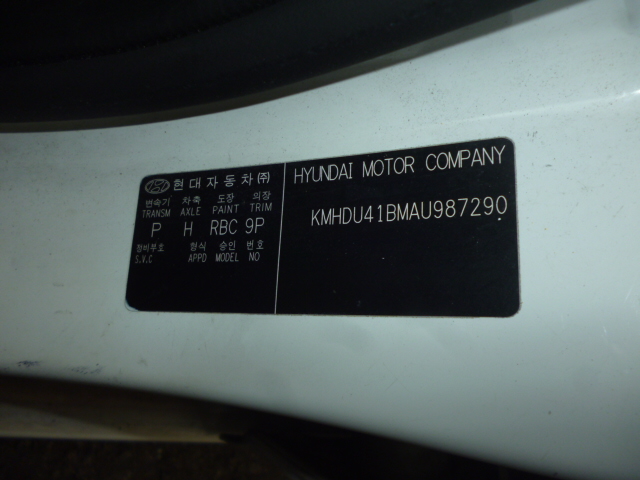 현대자동차㈜
변속기 차축 도장 의장
TRANSM AXLE PAINT TRIM
P H RBC 9P
정비부호 형식 승인 번호
S.V.C APPD MODEL NO
HYUNDAI MOTOR COMPANY
KMHDU41BMAU987290